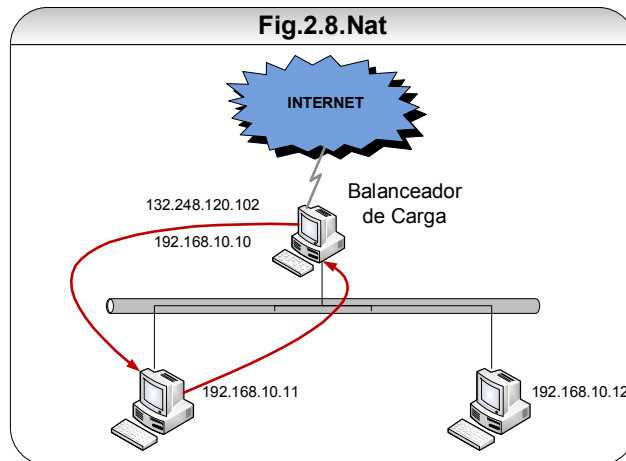 Fig.2.8.Nat
INTERNET
Balanceador
de Carga
132.248.120.102
192.168.10.10
192.168.10.11
192.168.10.12